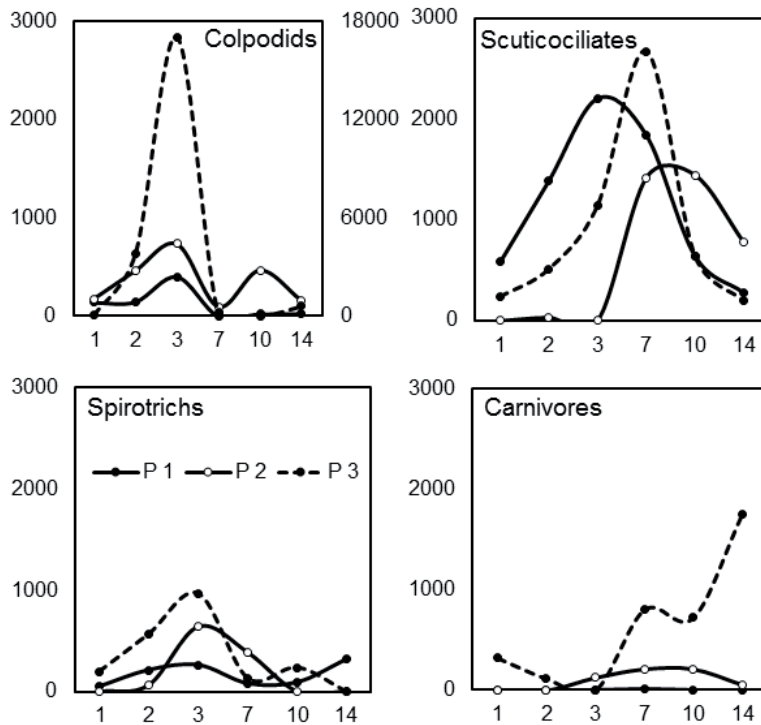 3000 Colpodids 18000
2000 12000
1000 6000
0 0
1 2 3 7 10 14
3000 Scuticociliates
2000
1000
0
1 2 3 7 10 14
3000 Spirotrichs
P 1 P 2 P 3
2000
1000
0
1 2 3 7 10 14
3000 Carnivores
2000
1000
0
1 2 3 7 10 14